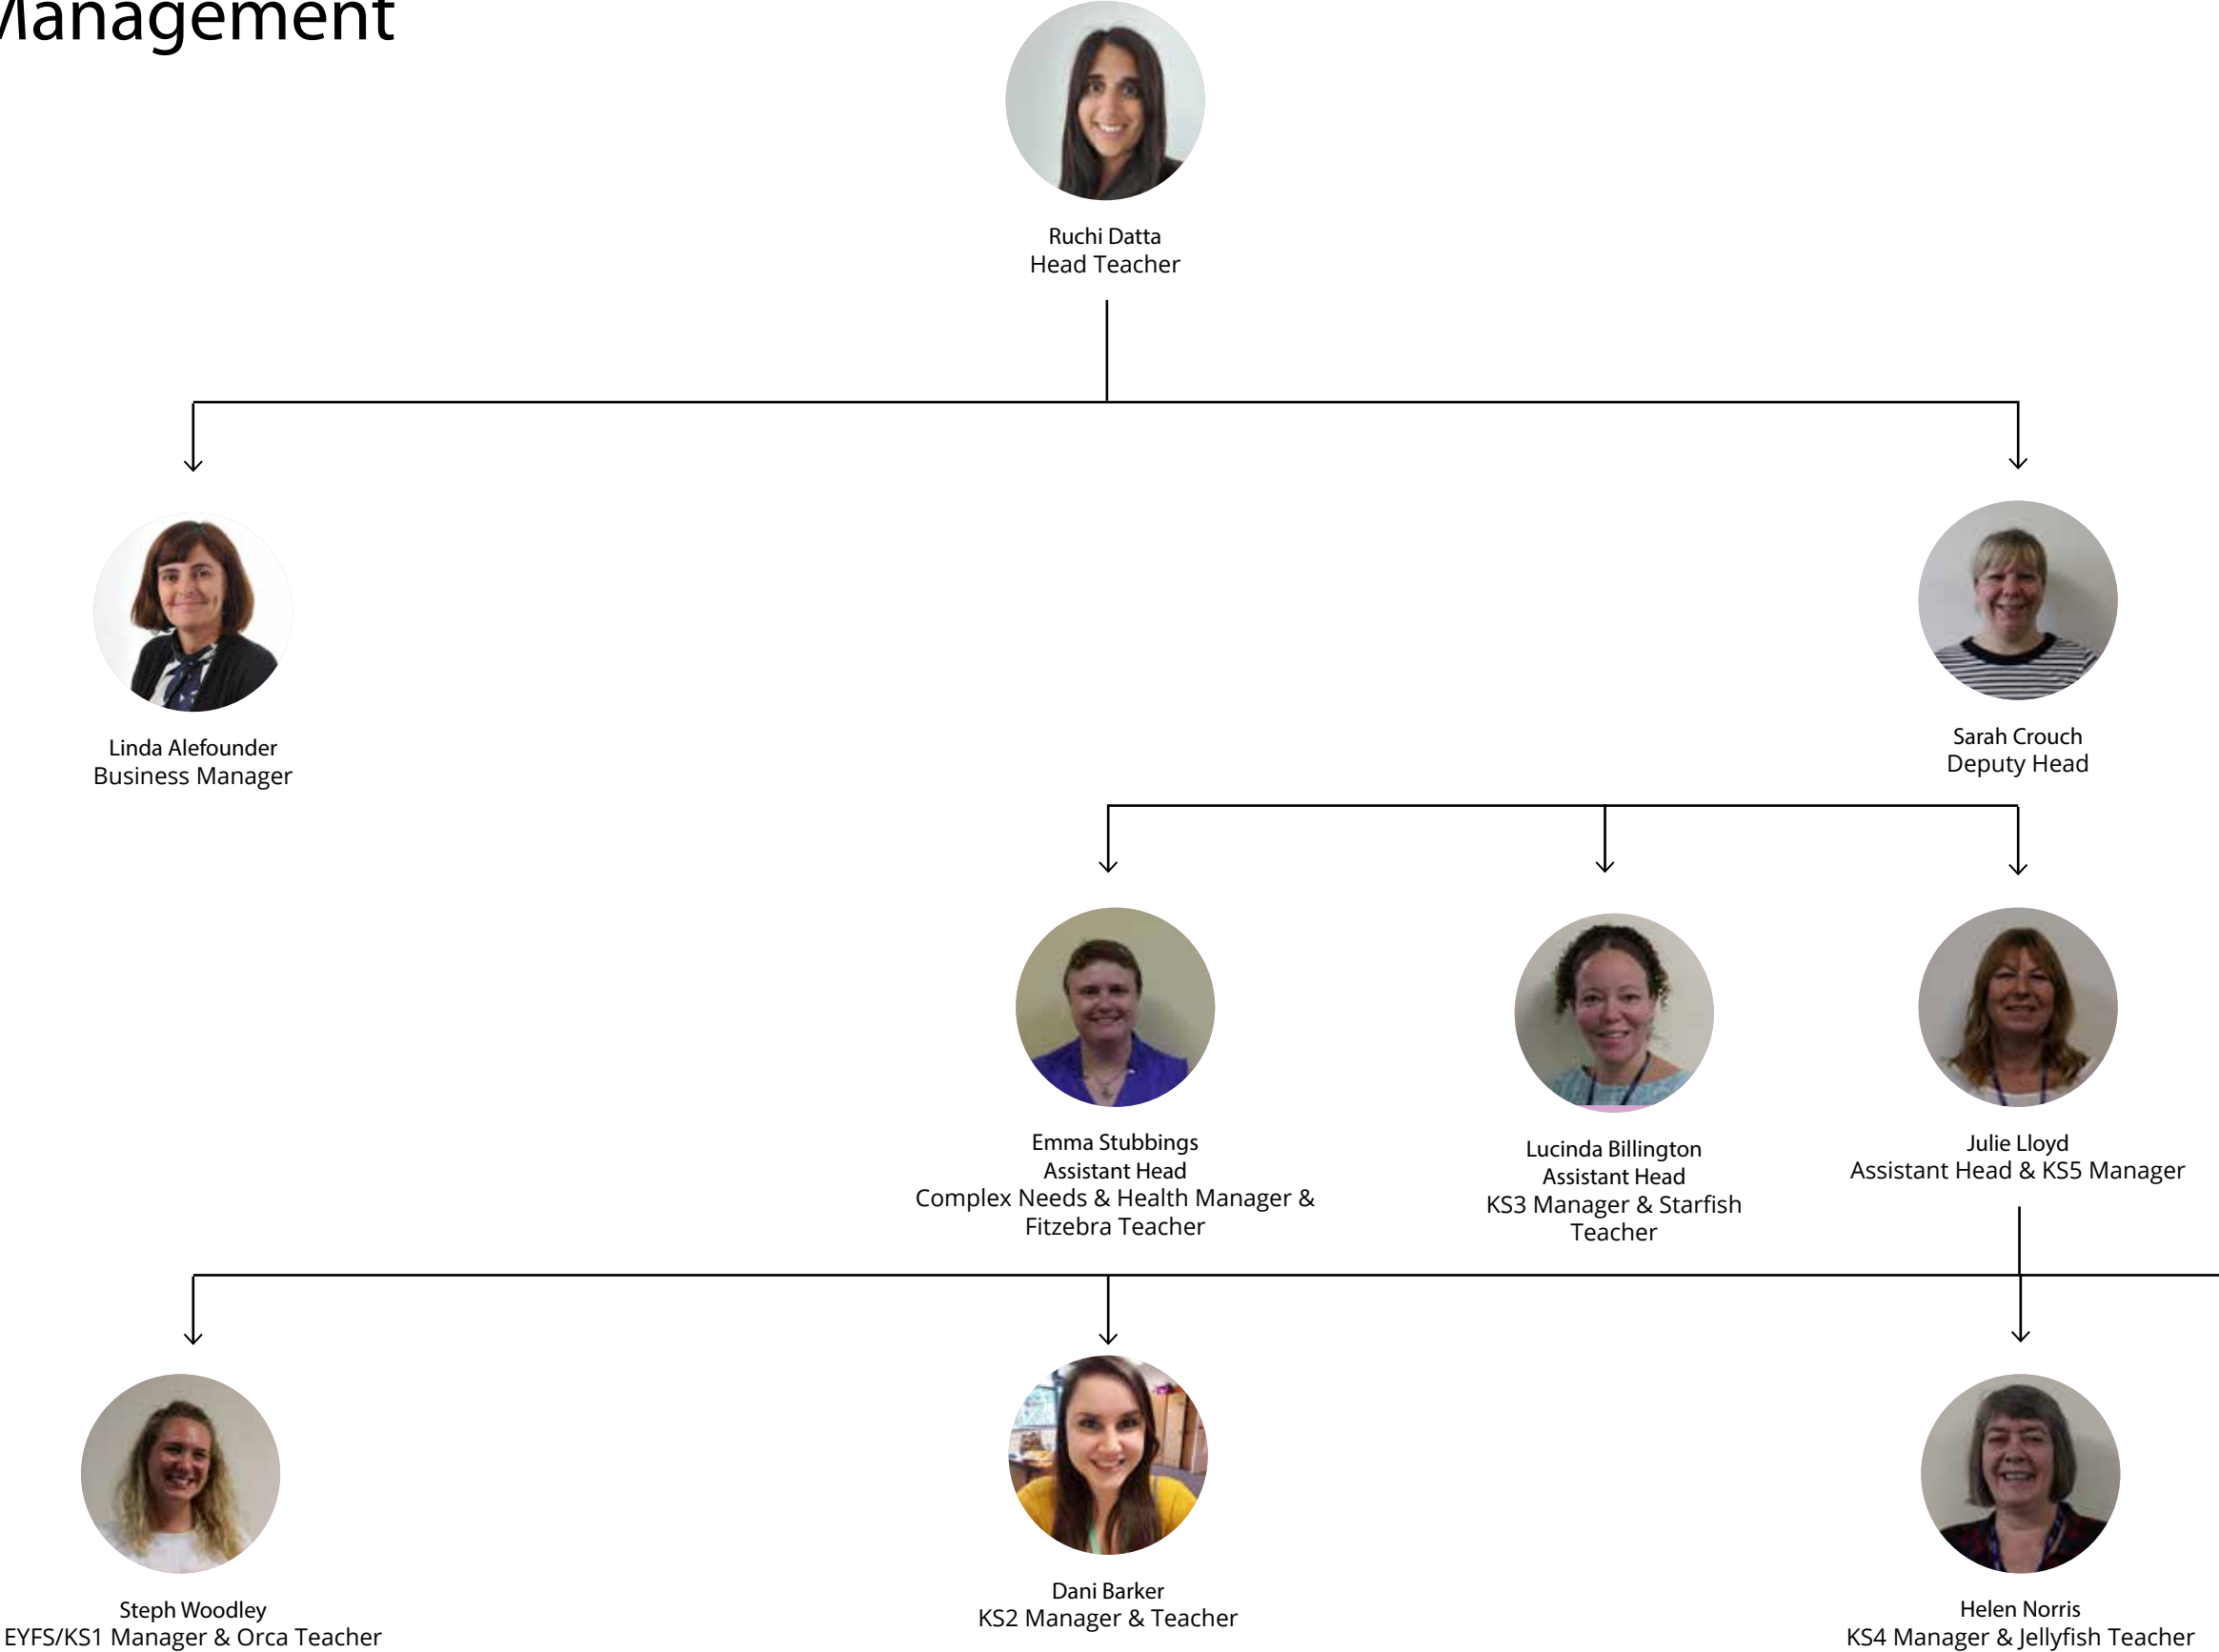 Management
Ruchi Datta
Head Teacher
Linda Alefounder
Business Manager
Sarah Crouch
Deputy Head
Emma Stubbings
Assistant Head
Complex Needs & Health Manager &
Fitzebra Teacher
Lucinda Billington
Assistant Head
KS3 Manager & Starfish
Teacher
Julie Lloyd
Assistant Head & KS5 Manager
Steph Woodley
EYFS/KS1 Manager & Orca Teacher
Dani Barker
KS2 Manager & Teacher
Helen Norris
KS4 Manager & Jellyfish Teacher